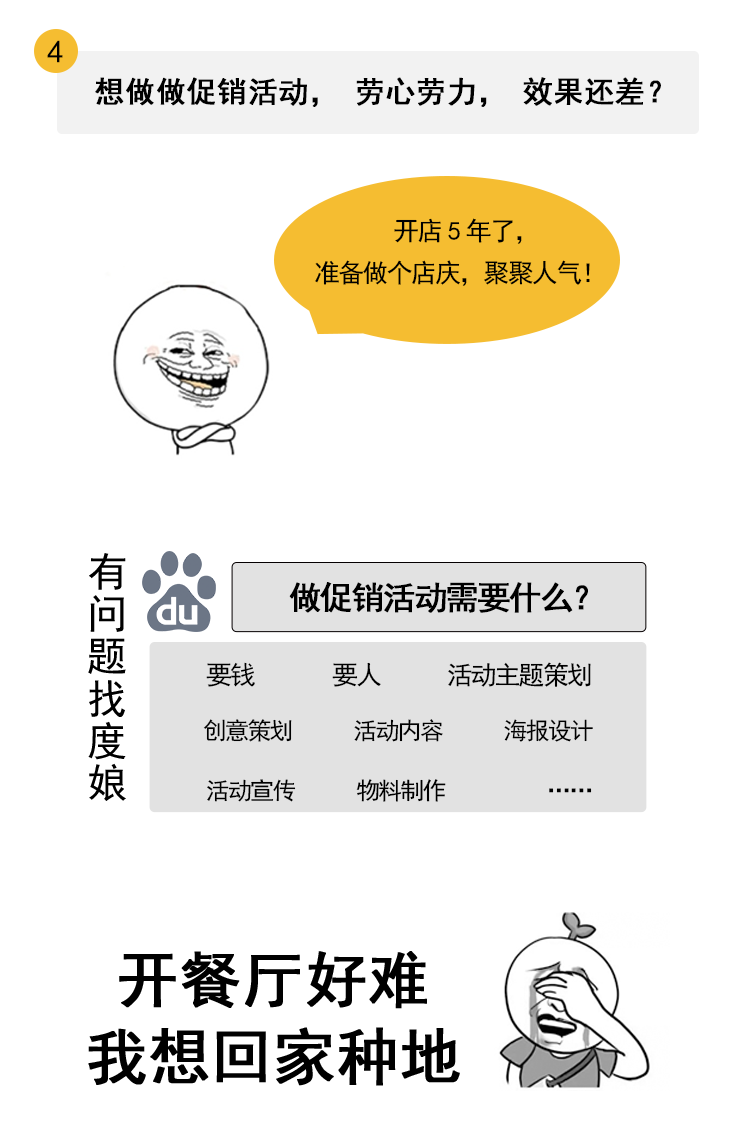 4
想做做促销活动， 劳心劳力， 效果还差？
开店5年了，
准备做个店庆，聚聚人气！
有问题找度娘
du
做促销活动需要什么？
要钱 要人 活动主题策划
创意策划 活动内容 海报设计
活动宣传 物料制作 ······
开餐厅好难
我想回家种地